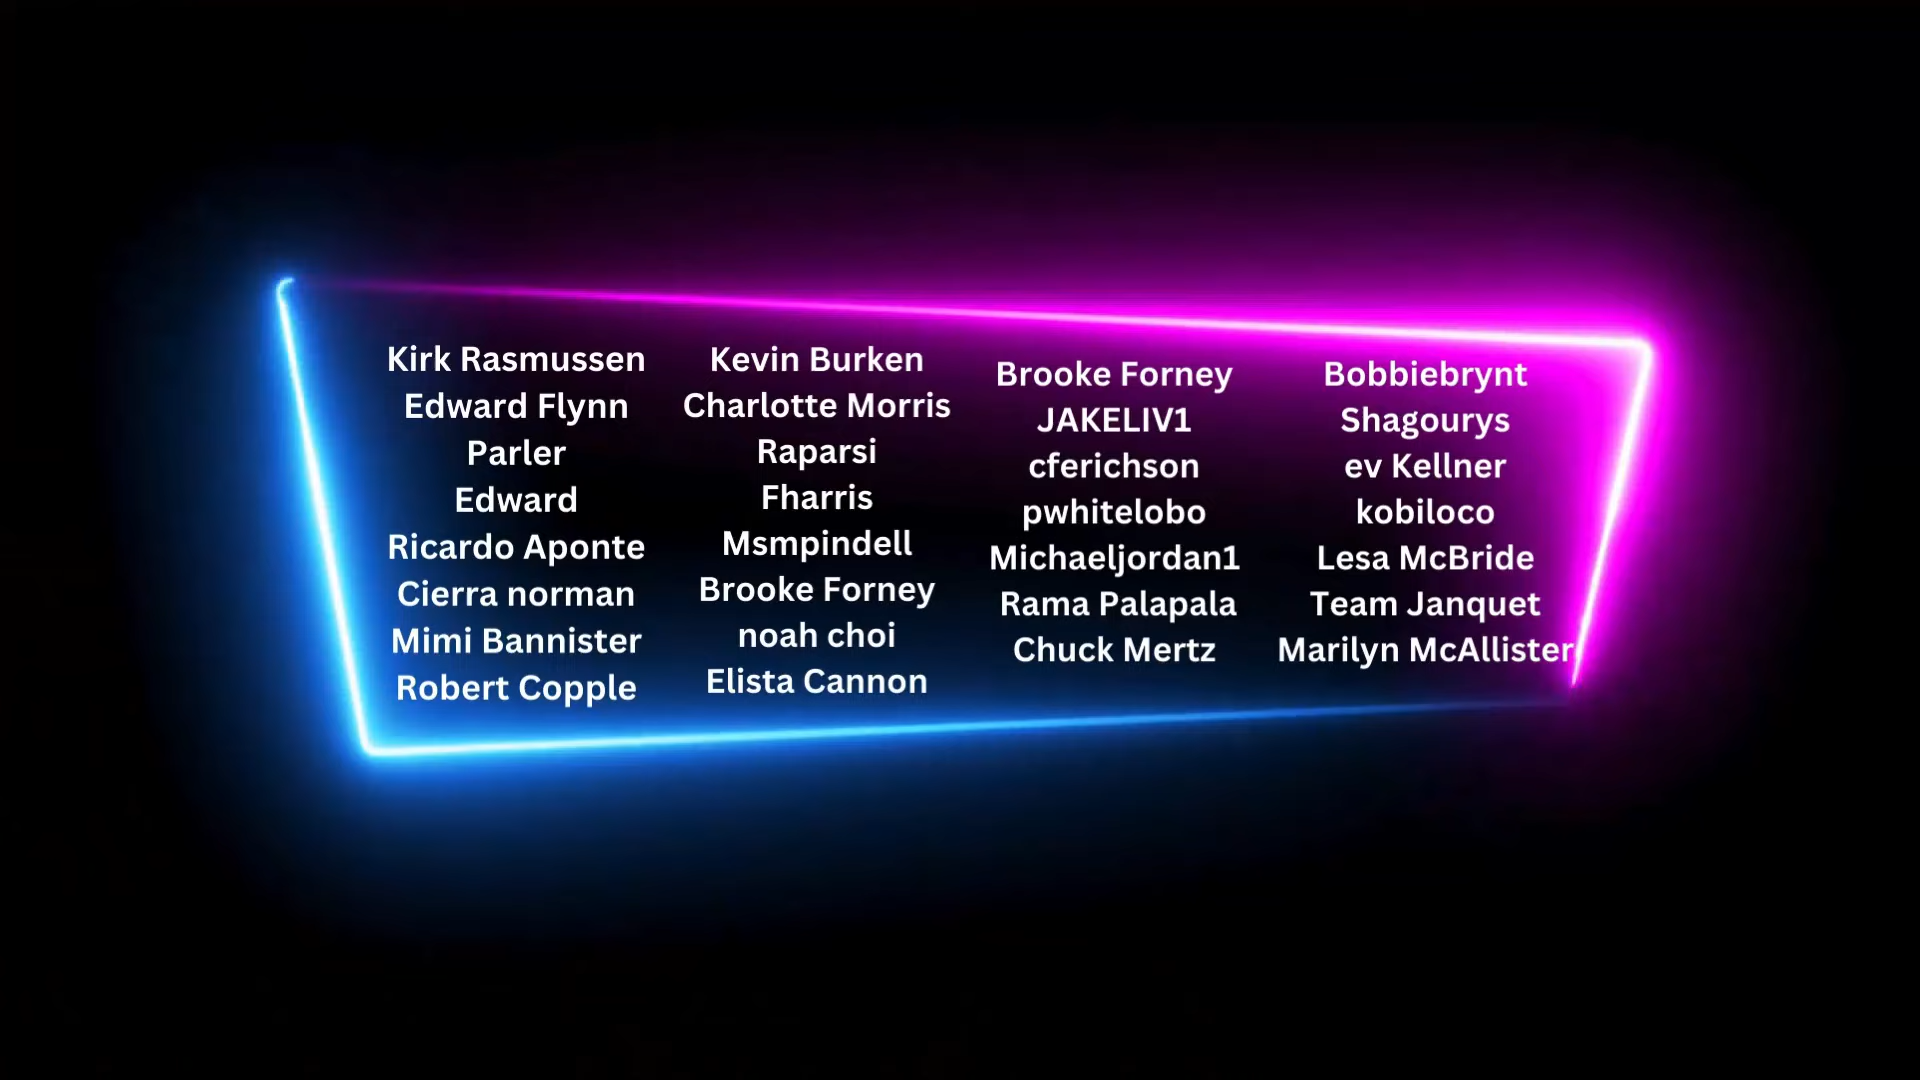 Kirk Rasmussen
Edward Flynn
Parler
Edward
Ricardo Aponte
Cierra norman
Mimi Bannister
Robert Copple
Kevin Burken
Charlotte Morris
Raparsi
Fharris
Msmpindell
Brooke Forney
noah choi
Elista Cannon
Brooke Forney
JAKELIV1
cferichson
pwhitelobo
Michaeljordan1
Rama Palapala
Chuck Mertz
Bobbiebrynt
Shagourys
ev Kellner
kobiloco
Lesa McBride
Team Janquet
Marilyn McAllister